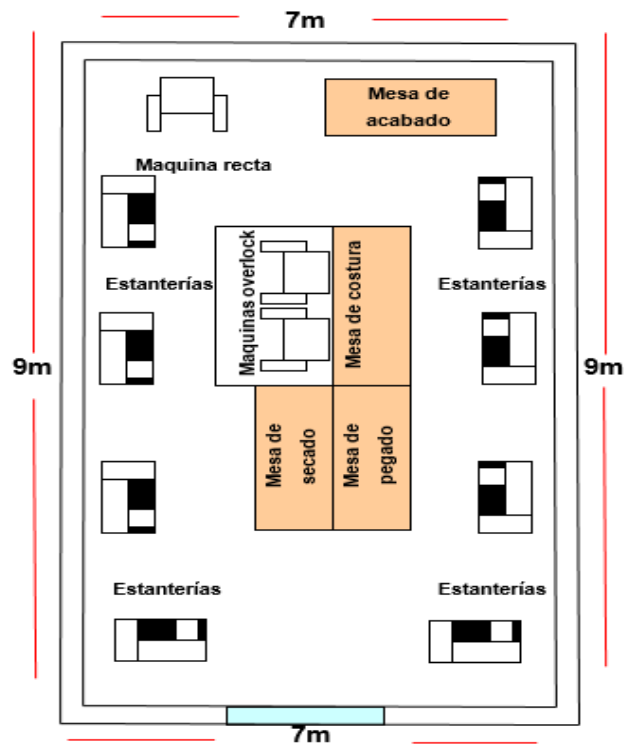 7m
Mesa de
acabado
Maquina recta
Maquinas overlock
Mesa de costura
Estanterías
Estanterías
9m
9m
Mesa de
secado
Mesa de
pegado
Estanterías
Estanterías
7m